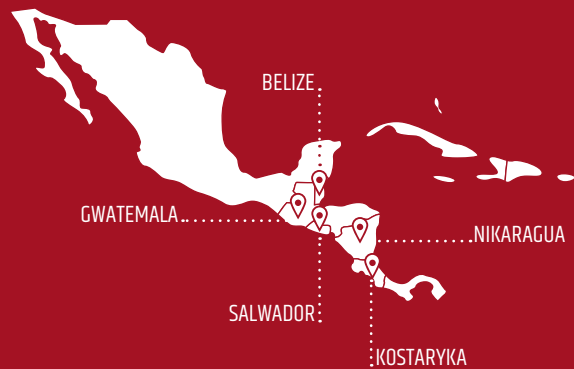 BELIZE
GWATEMALA
NIKARAGUA
SALWADOR
KOSTARYKA